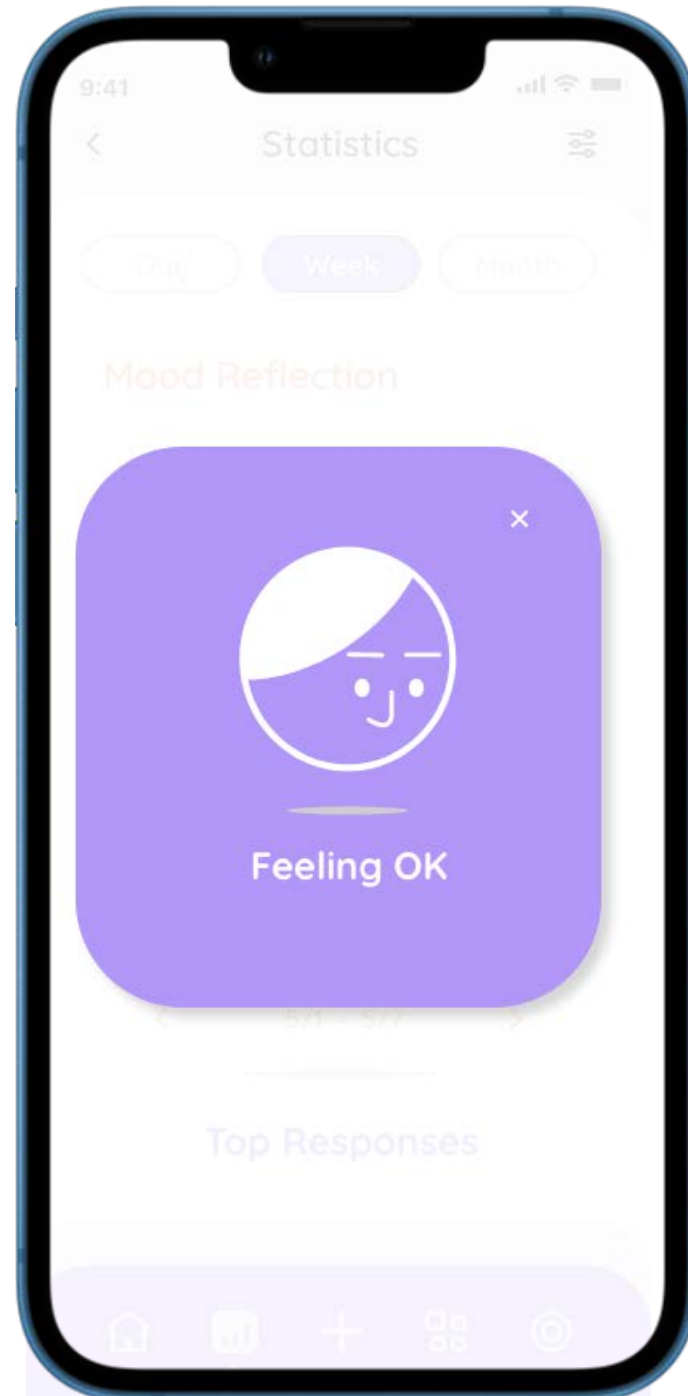 9:41
Statistics
Day Week Month
Mood Reflection
Feeling OK
5/1 - 5/7
Top Responses